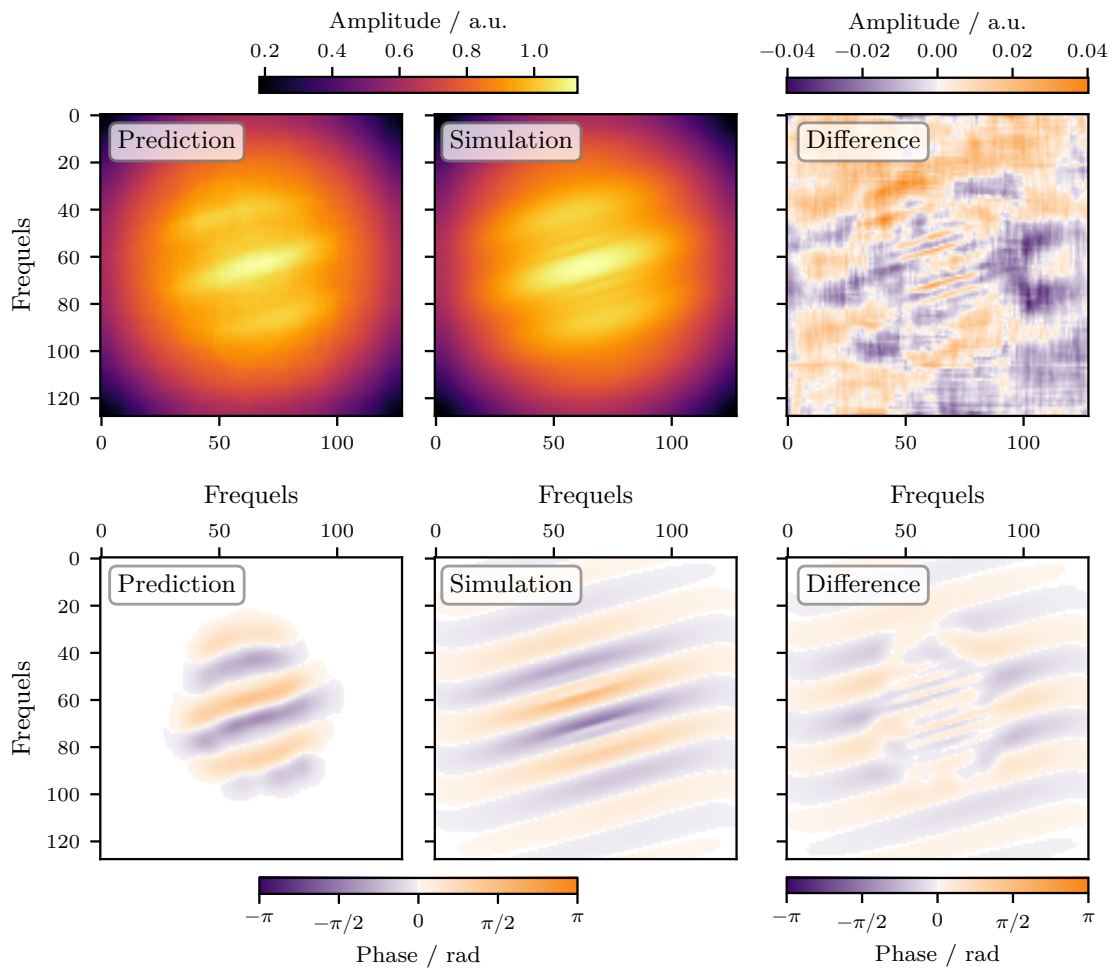 Amplitude / a.u.
Amplitude / a.u.
0.2 0.4 0.6 0.8 1.0
−0.04 −0.02 0.00 0.02 0.04
Prediction
Simulation
Difference
0
20
40
60
80
100
120
Frequels
0 50 100
0 50 100
0 50 100
Frequels
Frequels
Frequels
0 50 100
0 50 100
0 50 100
Prediction
Simulation
Difference
0
20
40
60
80
100
120
Frequels
−π −π/2 0 π/2 π
−π −π/2 0 π/2 π
Phase / rad
Phase / rad